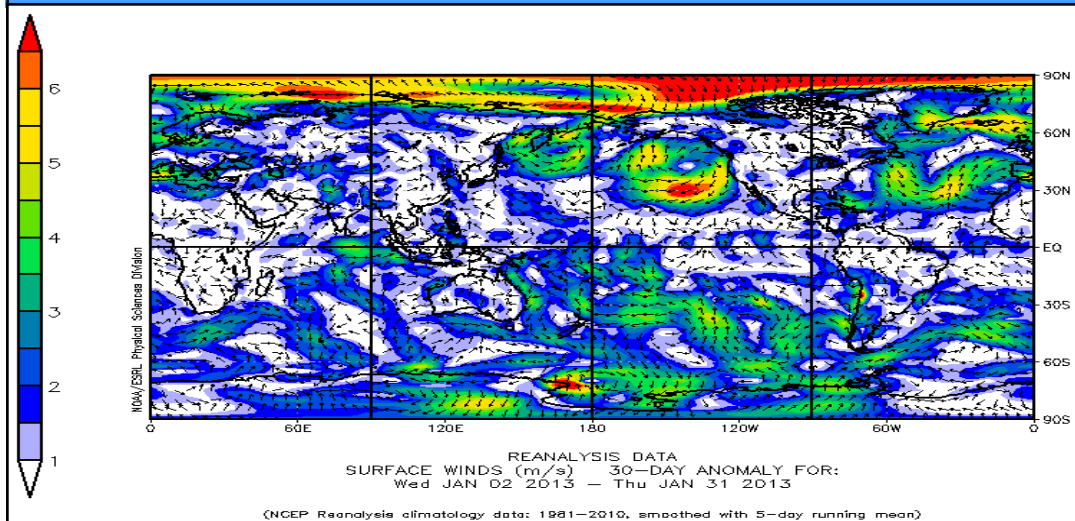 6
5
4
3
2
1
90N
60N
30N
EQ
30S
60S
90S
0
60E
120E
180
120W
60W
0
NOAA/ESRL Physical Sciences Division
REANALYSIS DATA
SURFACE WINDS (m/s) 30-DAY ANOMALY FOR:
Wed JAN 02 2013 – Thu JAN 31 2013
(NCEP Reanalysis climatology data: 1981-2010, smoothed with 5-day running mean)